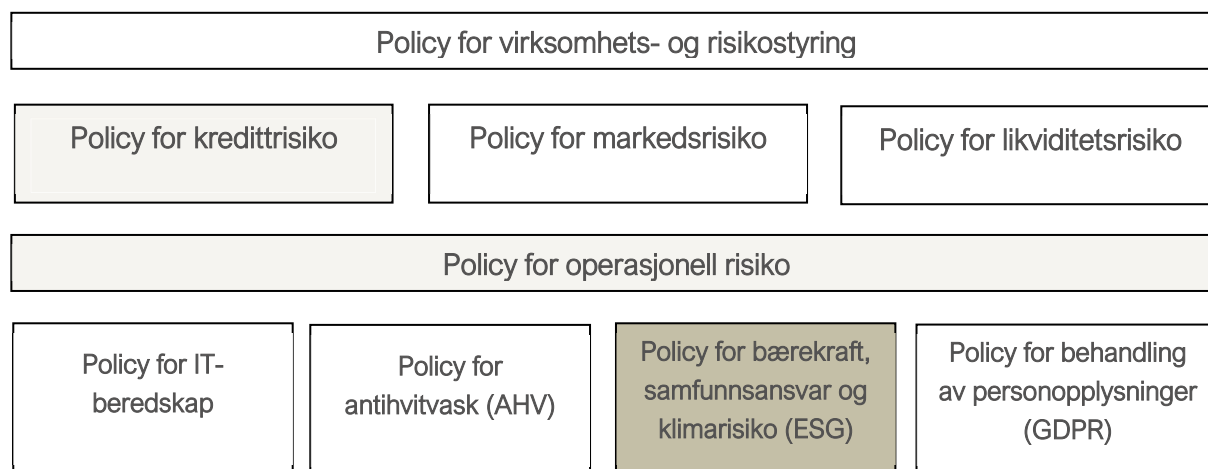 Policy for virksomhets- og risikostyring
Policy for kredittrisiko
Policy for markedsrisiko
Policy for likviditetsrisiko
Policy for operasjonell risiko
Policy for IT-
beredskap
Policy for
antihvitvask (AHV)
Policy for bærekraft,
samfunnsansvar og
klimarisiko (ESG)
Policy for behandling
av personopplysninger
(GDPR)